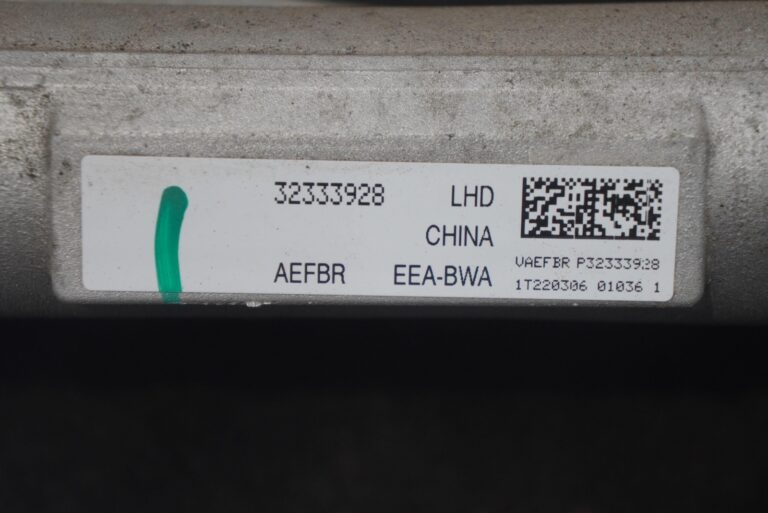 32333928 LHD
CHINA
AEFBR EEA-BWA
VAEFBR P32333928
1T220306 01036 1